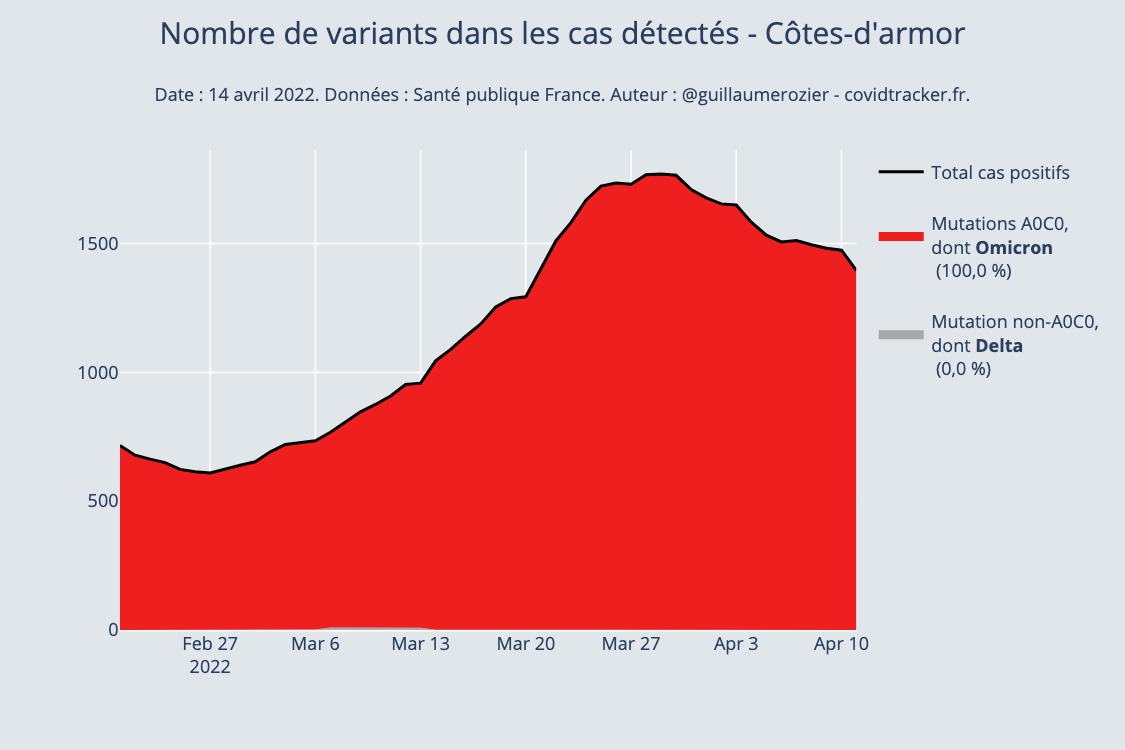 Nombre de variants dans les cas détectés - Côtes-d'armor
Date : 14 avril 2022. Données : Santé publique France. Auteur : @guillaumerozier - covidtracker.fr.
Total cas positifs
Mutations A0C0,
dont Omicron
(100,0 %)
Mutation non-A0C0,
dont Delta
(0,0 %)
1500
1000
500
0
Feb 27
2022
Mar 6
Mar 13
Mar 20
Mar 27
Apr 3
Apr 10